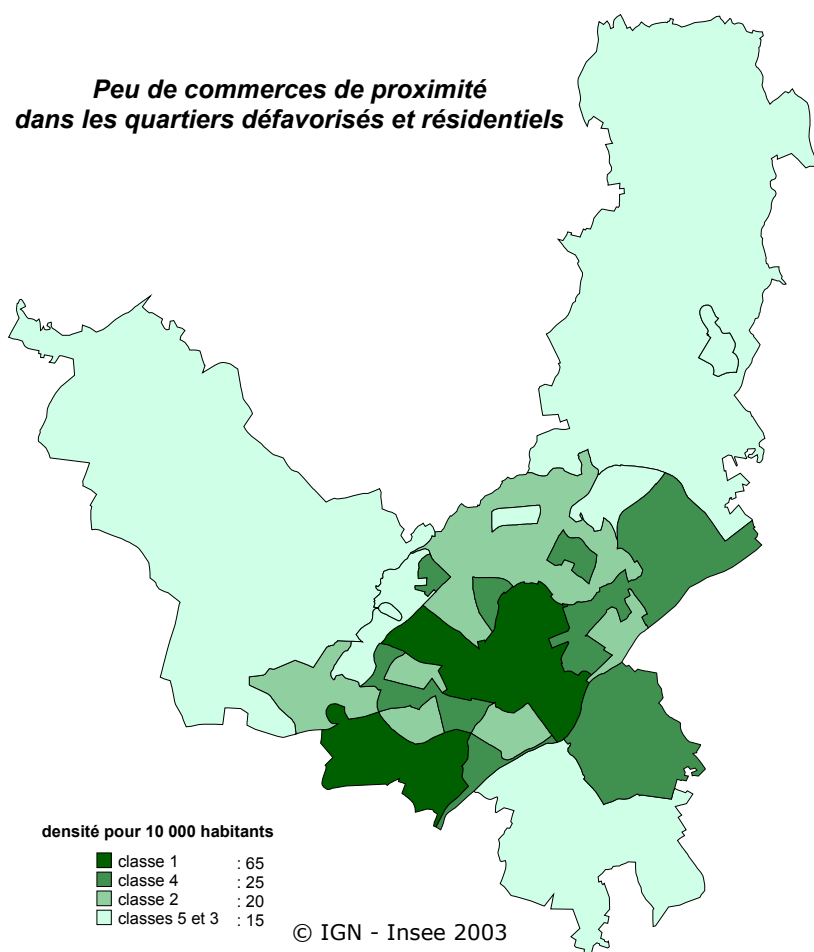 Peu de commerces de proximité
dans les quartiers défavorisés et résidentiels
densité pour 10 000 habitants
classe 1 : 65
classe 4 : 25
classe 2 : 20
classes 5 et 3 : 15
© IGN - Insee 2003